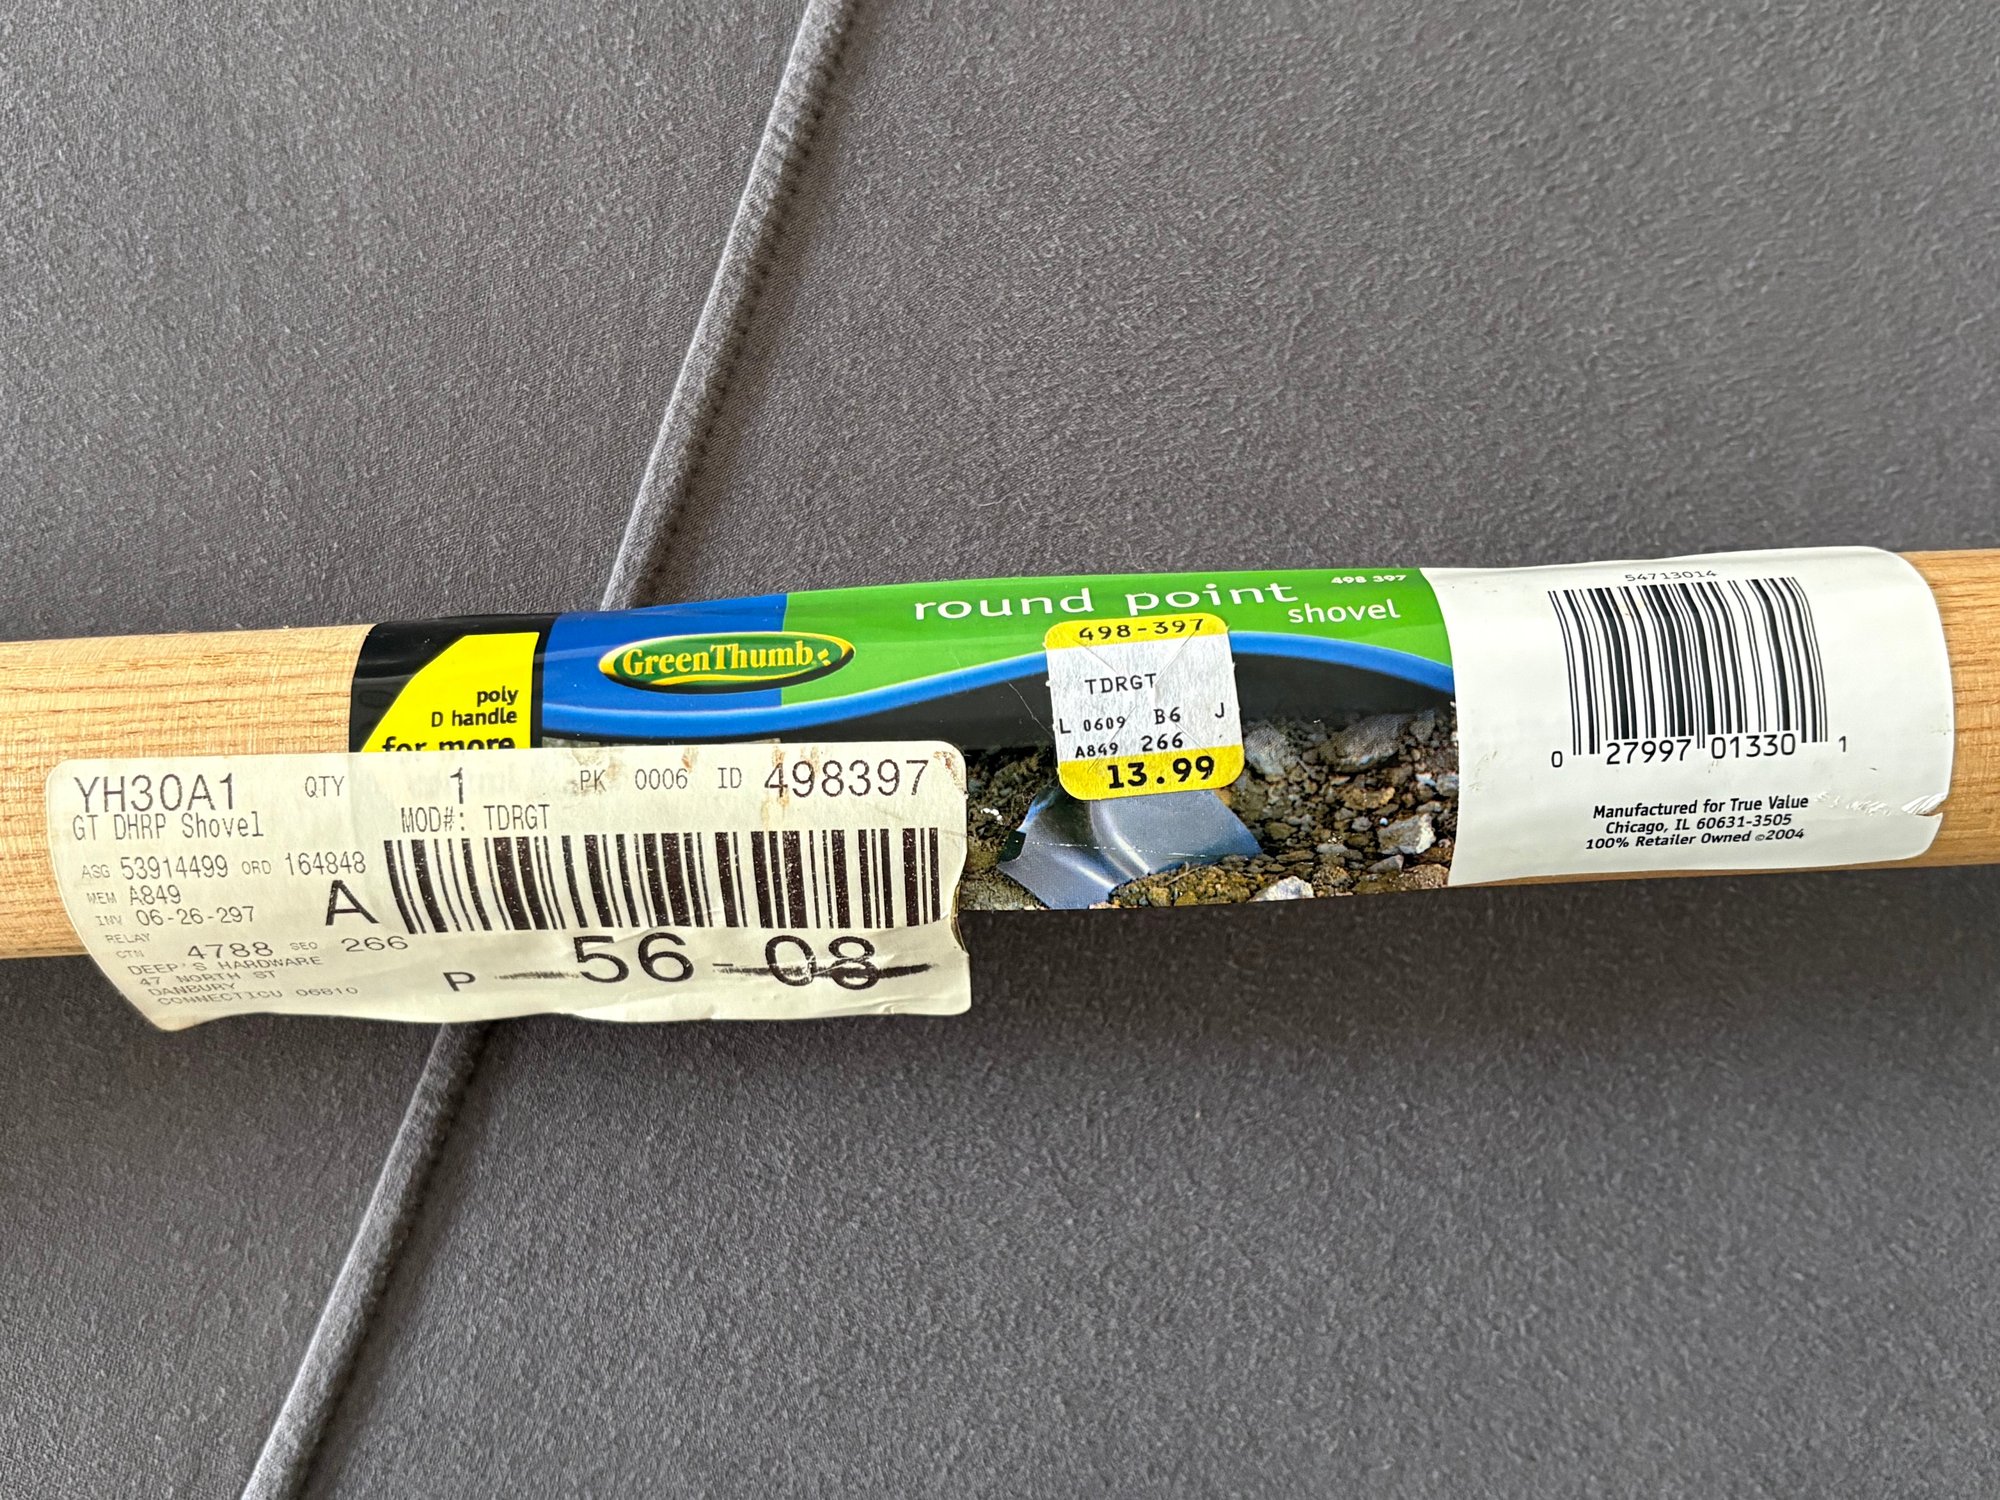 poly
D handle
for more
GreenThumb
round point
shovel
498 397
498-397
TDRGT
L 0609 B6 J
A849 266
13.99
54713014
0 27997 01330 1
Manufactured for True Value
Chicago, IL 60631-3505
100% Retailer Owned ©2004
YH30A1 QTY 1 PK 0006 ID 498397
GT DHRP Shovel MOD#: TDRGT
ASG 53914499 ORD 164848
MEM A849
INV 06-26-297 A
RELAY
CTN 4788 SEQ 266
DEEP'S HARDWARE
47 NORTH ST
DANBURY
CONNECTICU 06810
P 56-08